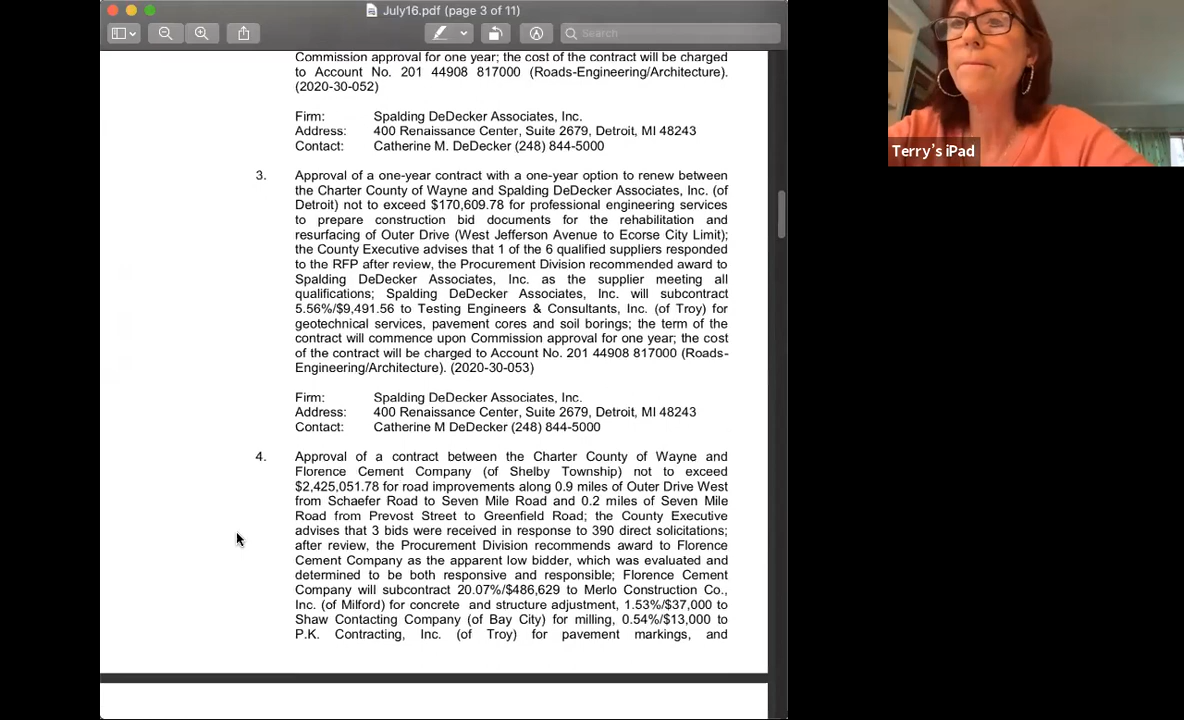 July16.pdf (page 3 of 11)
Search
Commission approval for one year; the cost of the contract will be charged
to Account No. 201 44908 817000 (Roads-Engineering/Architecture).
(2020-30-052)
Firm: Spalding DeDecker Associates, Inc.
Address: 400 Renaissance Center, Suite 2679, Detroit, MI 48243
Contact: Catherine M. DeDecker (248) 844-5000
3. Approval of a one-year contract with a one-year option to renew between
the Charter County of Wayne and Spalding DeDecker Associates, Inc. (of
Detroit) not to exceed $170,609.78 for professional engineering services
to prepare construction bid documents for the rehabilitation and
resurfacing of Outer Drive (West Jefferson Avenue to Ecorse City Limit);
the County Executive advises that 1 of the 6 qualified suppliers responded
to the RFP after review, the Procurement Division recommended award to
Spalding DeDecker Associates, Inc. as the supplier meeting all
qualifications; Spalding DeDecker Associates, Inc. will subcontract
5.56%/$9,491.56 to Testing Engineers & Consultants, Inc. (of Troy) for
geotechnical services, pavement cores and soil borings; the term of the
contract will commence upon Commission approval for one year; the cost
of the contract will be charged to Account No. 201 44908 817000 (Roads-
Engineering/Architecture). (2020-30-053)
Firm: Spalding DeDecker Associates, Inc.
Address: 400 Renaissance Center, Suite 2679, Detroit, MI 48243
Contact: Catherine M DeDecker (248) 844-5000
4. Approval of a contract between the Charter County of Wayne and
Florence Cement Company (of Shelby Township) not to exceed
$2,425,051.78 for road improvements along 0.9 miles of Outer Drive West
from Schaefer Road to Seven Mile Road and 0.2 miles of Seven Mile
Road from Prevost Street to Greenfield Road; the County Executive
advises that 3 bids were received in response to 390 direct solicitations;
after review, the Procurement Division recommends award to Florence
Cement Company as the apparent low bidder, which was evaluated and
determined to be both responsive and responsible; Florence Cement
Company will subcontract 20.07%/$486,629 to Merlo Construction Co.,
Inc. (of Milford) for concrete and structure adjustment, 1.53%/$37,000 to
Shaw Contacting Company (of Bay City) for milling, 0.54%/$13,000 to
P.K. Contracting, Inc. (of Troy) for pavement markings, and
Terry's iPad